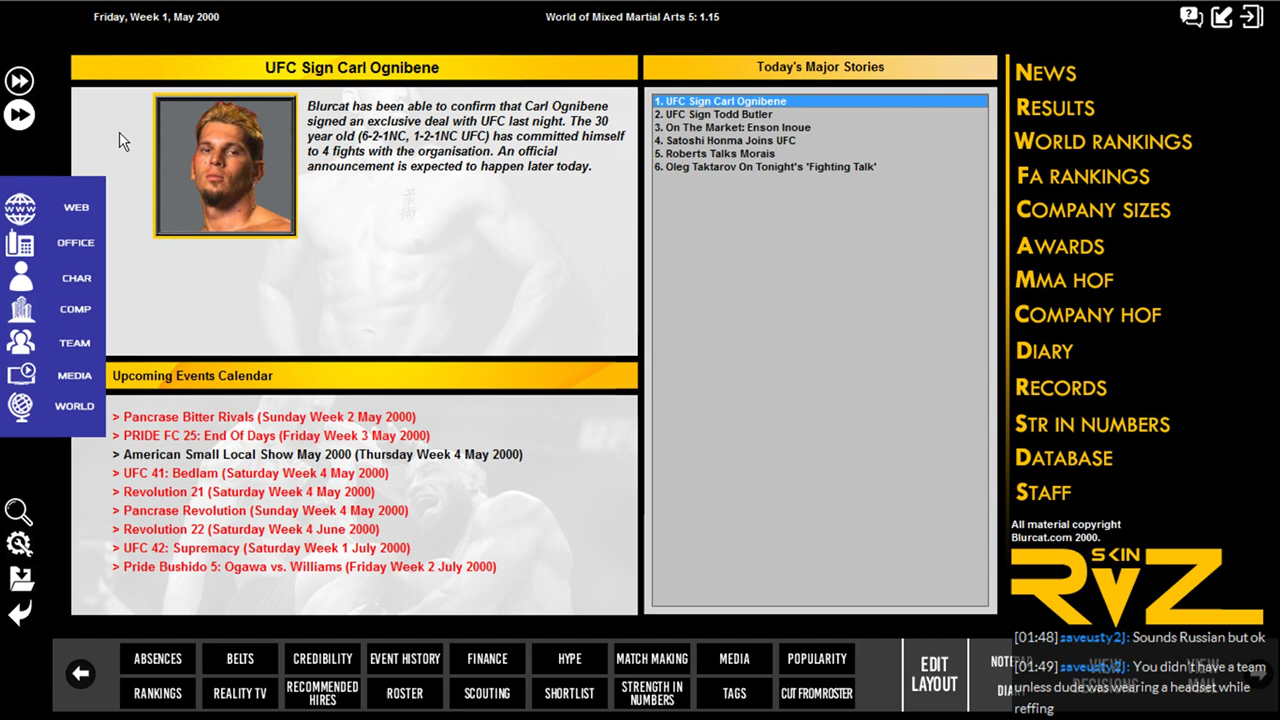 Friday, Week 1, May 2000
World of Mixed Martial Arts 5: 1.15
UFC Sign Carl Ognibene
Blurcat has been able to confirm that Carl Ognibene
signed an exclusive deal with UFC last night. The 30
year old (6-2-1NC, 1-2-1NC UFC) has committed himself
to 4 fights with the organisation. An official
announcement is expected to happen later today.
Today's Major Stories
1. UFC Sign Carl Ognibene
2. UFC Sign Todd Butler
3. On The Market: Enson Inoue
4. Satoshi Honma Joins UFC
5. Roberts Talks Morais
6. Oleg Taktarov On Tonight's 'Fighting Talk'
NEWS
RESULTS
WORLD RANKINGS
FA RANKINGS
COMPANY SIZES
AWARDS
MMA HOF
COMPANY HOF
DIARY
RECORDS
STR IN NUMBERS
DATABASE
STAFF
All material copyright
Blurcat.com 2000.
SKIN
RVZ
WWW
WEB
OFFICE
CHAR
COMP
TEAM
MEDIA
WORLD
Upcoming Events Calendar
> Pancrase Bitter Rivals (Sunday Week 2 May 2000)
> PRIDE FC 25: End Of Days (Friday Week 3 May 2000)
> American Small Local Show May 2000 (Thursday Week 4 May 2000)
> UFC 41: Bedlam (Saturday Week 4 May 2000)
> Revolution 21 (Saturday Week 4 May 2000)
> Pancrase Revolution (Sunday Week 4 May 2000)
> Revolution 22 (Saturday Week 4 June 2000)
> UFC 42: Supremacy (Saturday Week 1 July 2000)
> Pride Bushido 5: Ogawa vs. Williams (Friday Week 2 July 2000)
ABSENCES
BELTS
CREDIBILITY
EVENT HISTORY
FINANCE
HYPE
MATCH MAKING
MEDIA
POPULARITY
RANKINGS
REALITY TV
RECOMMENDED
HIRES
ROSTER
SCOUTING
SHORTLIST
STRENGTH IN
NUMBERS
TAGS
CUT FROM ROSTER
EDIT
LAYOUT
[01:48] saveusty2J: Sounds Russian but ok
[01:49] saveusty2J: You didn't have a team
unless dude was wearing a headset while
reffing